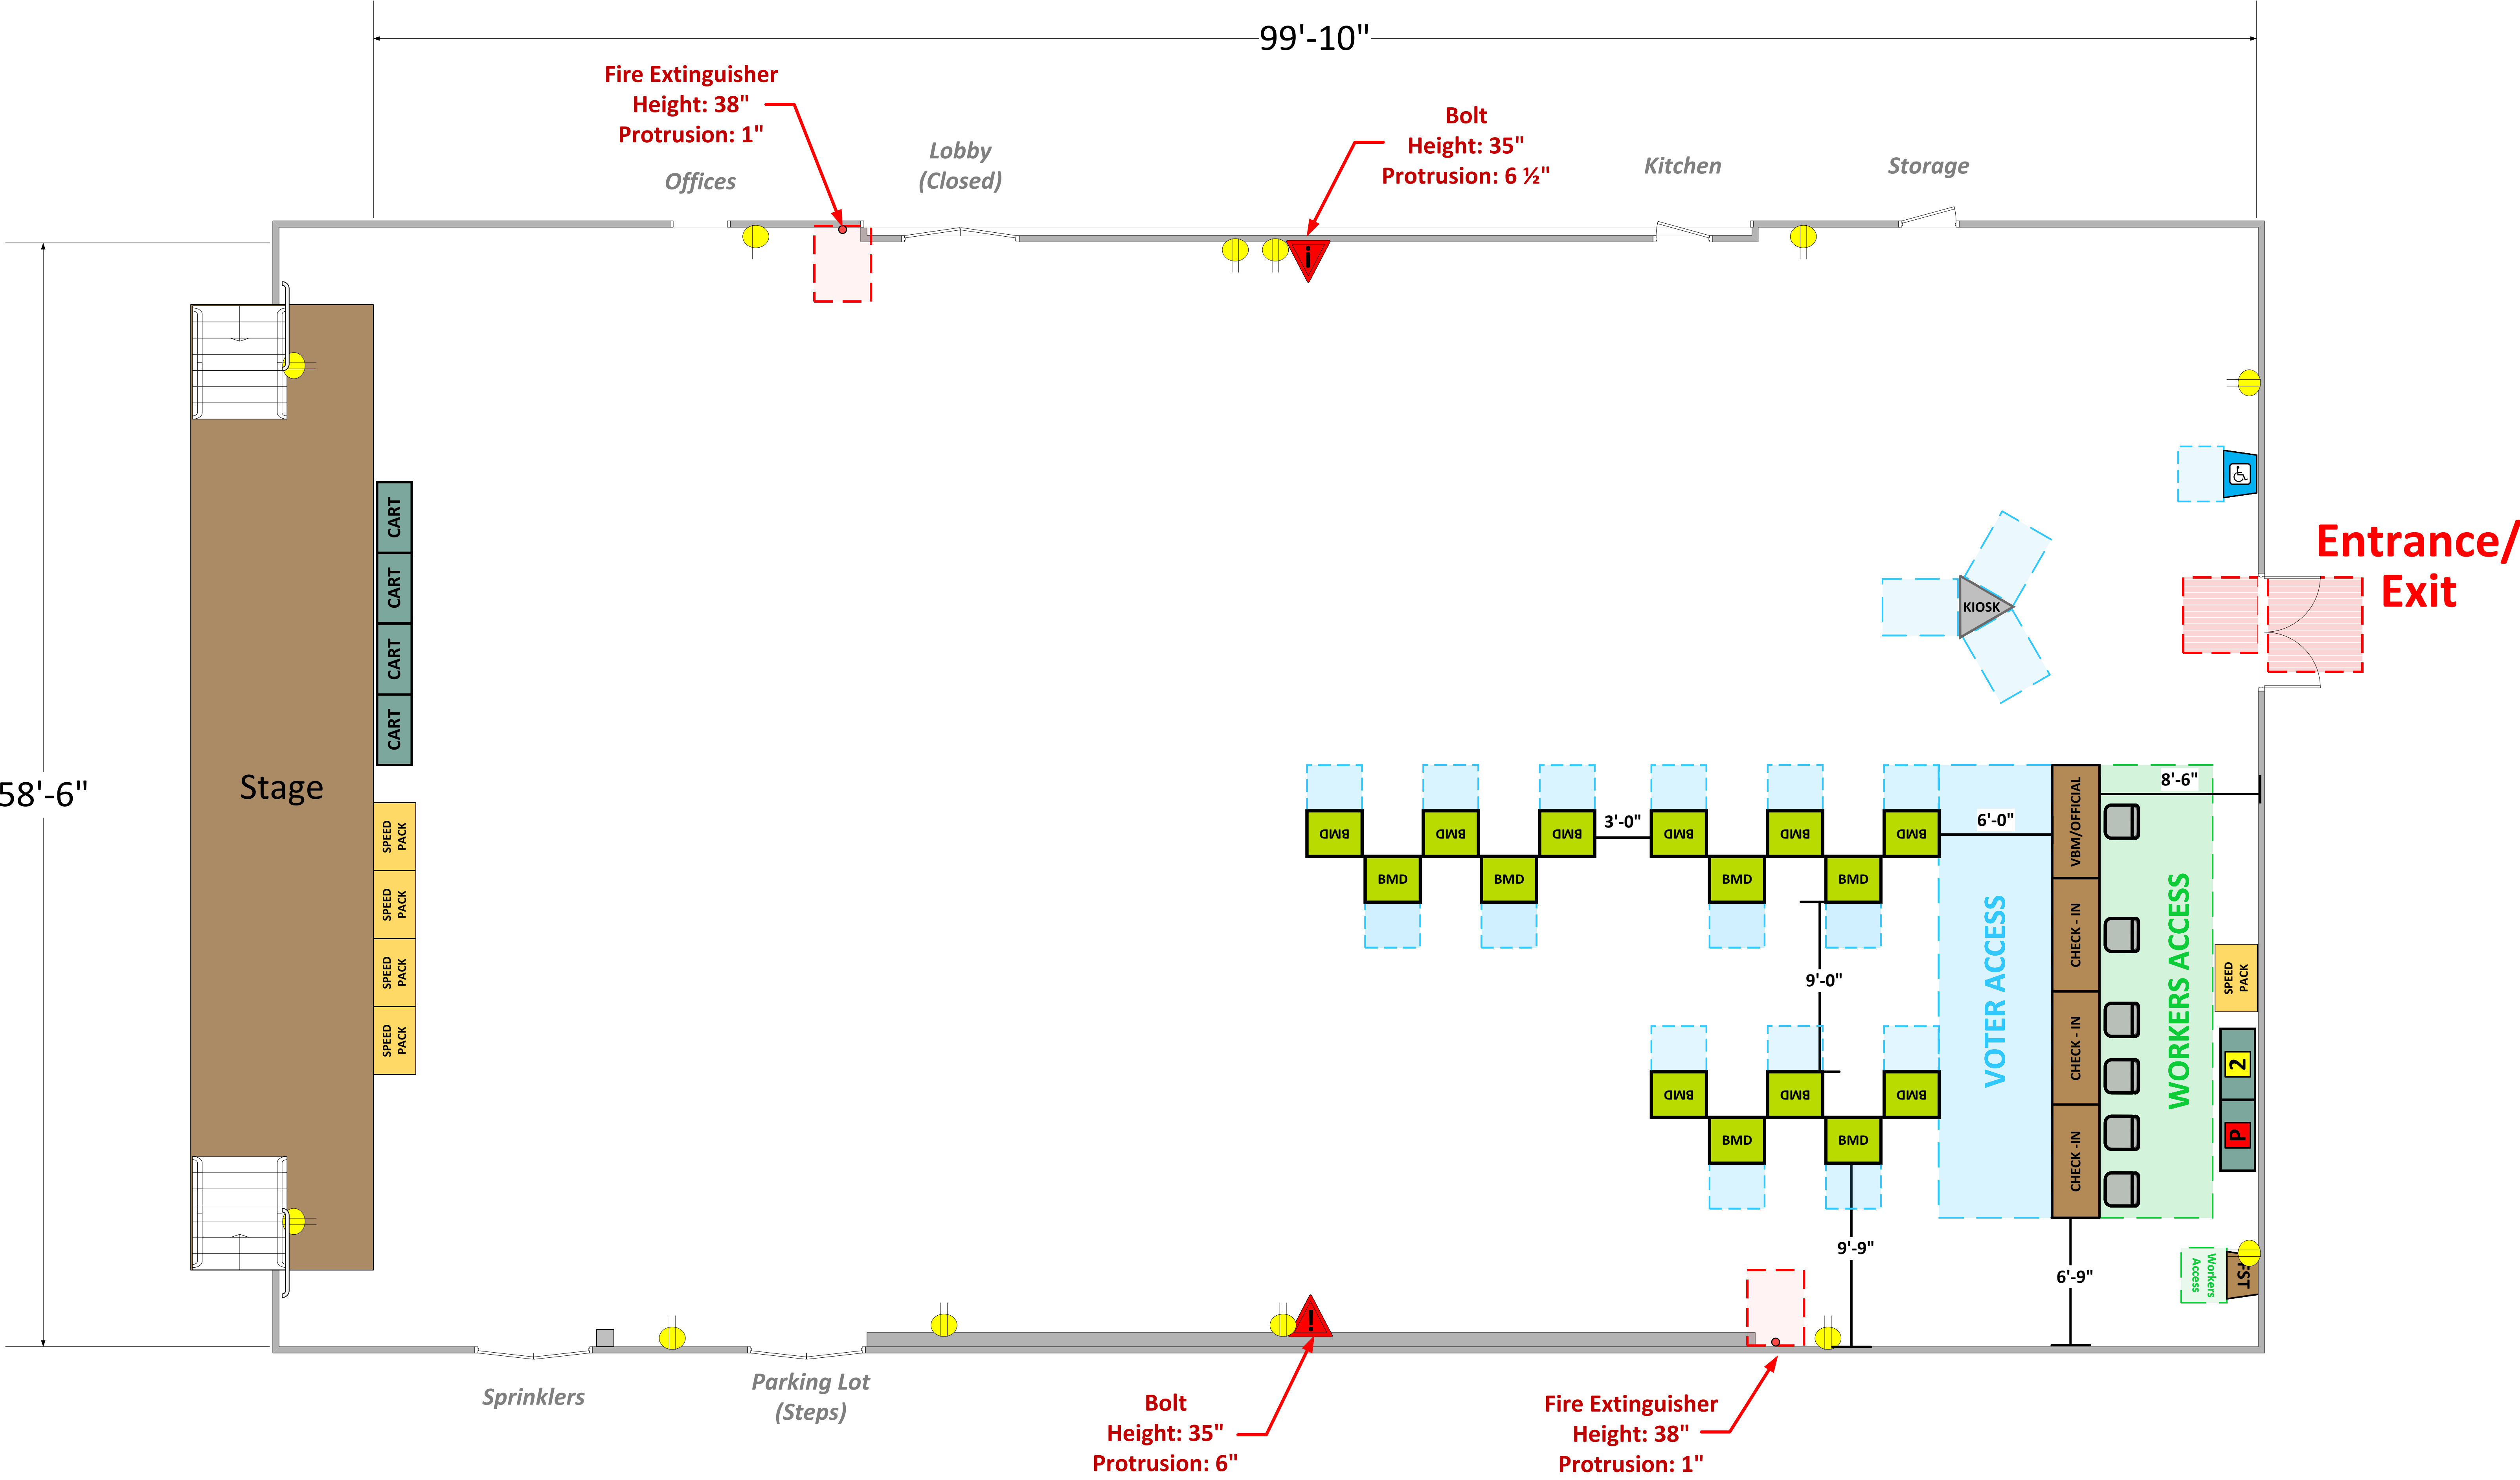 99'-10"
Fire Extinguisher
Height: 38"
Protrusion: 1"
Bolt
Height: 35"
Protrusion: 6 ½"
Offices
Lobby
(Closed)
Kitchen
Storage
Entrance/
Exit
58'-6"
Stage
CART
CART
CART
CART
SPEED
PACK
SPEED
PACK
SPEED
PACK
SPEED
PACK
KIOSK
BMD
BMD
BMD
3'-0"
BMD
BMD
BMD
6'-0"
8'-6"
BMD
BMD
BMD
BMD
9'-0"
BMD
BMD
BMD
BMD
BMD
9'-9"
VOTER ACCESS
VBM/OFFICIAL
CHECK - IN
CHECK - IN
CHECK -IN
WORKERS ACCESS
SPEED
PACK
2
P
6'-9"
Workers
Access
FST
!
!
Sprinklers
Parking Lot
(Steps)
Bolt
Height: 35"
Protrusion: 6"
Fire Extinguisher
Height: 38"
Protrusion: 1"